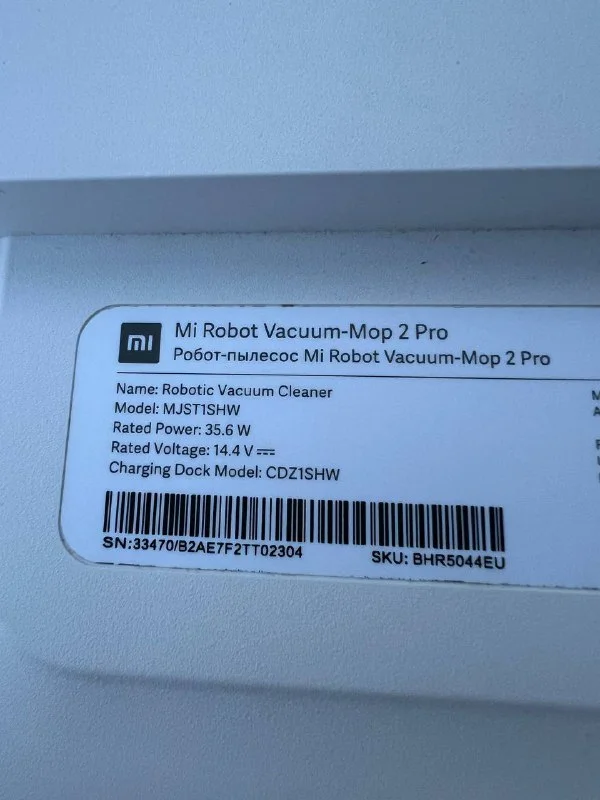 mi
Mi Robot Vacuum-Mop 2 Pro
Робот-пылесос Mi Robot Vacuum-Mop 2 Pro
Name: Robotic Vacuum Cleaner
Model: MJST1SHW
Rated Power: 35.6 W
Rated Voltage: 14.4 V ⎓
Charging Dock Model: CDZ1SHW
SN:33470/B2AE7F2TT02304
SKU: BHR5044EU